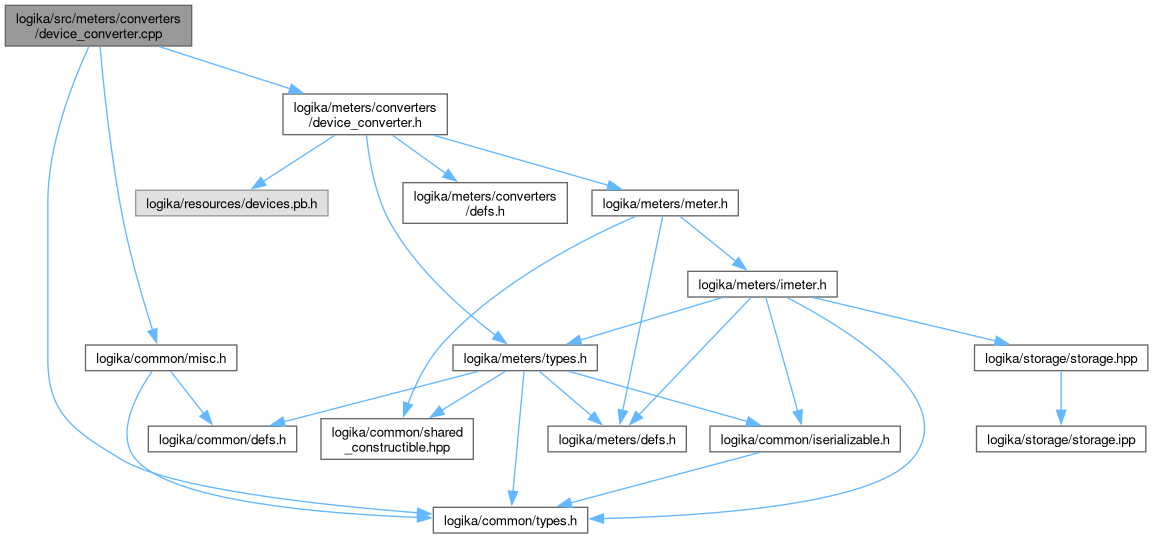 logika/src/meters/converters
/device_converter.cpp
logika/meters/converters
/device_converter.h
logika/resources/devices.pb.h
logika/meters/converters
/defs.h
logika/meters/meter.h
logika/meters/imeter.h
logika/common/misc.h
logika/meters/types.h
logika/storage/storage.hpp
logika/common/defs.h
logika/common/shared
_constructible.hpp
logika/meters/defs.h
logika/common/iserializable.h
logika/storage/storage.ipp
logika/common/types.h